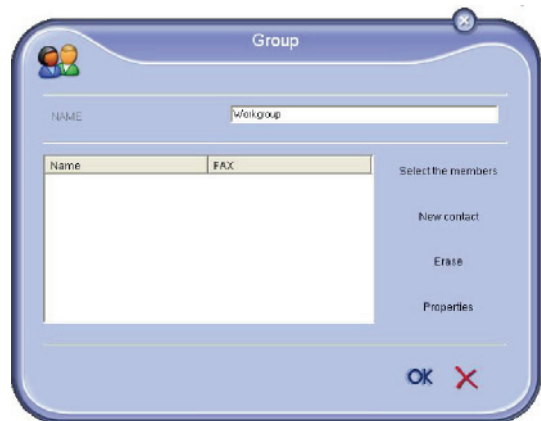 Group
NAME
Workgroup
Name FAX
Select the members
New contact
Erase
Properties
OK